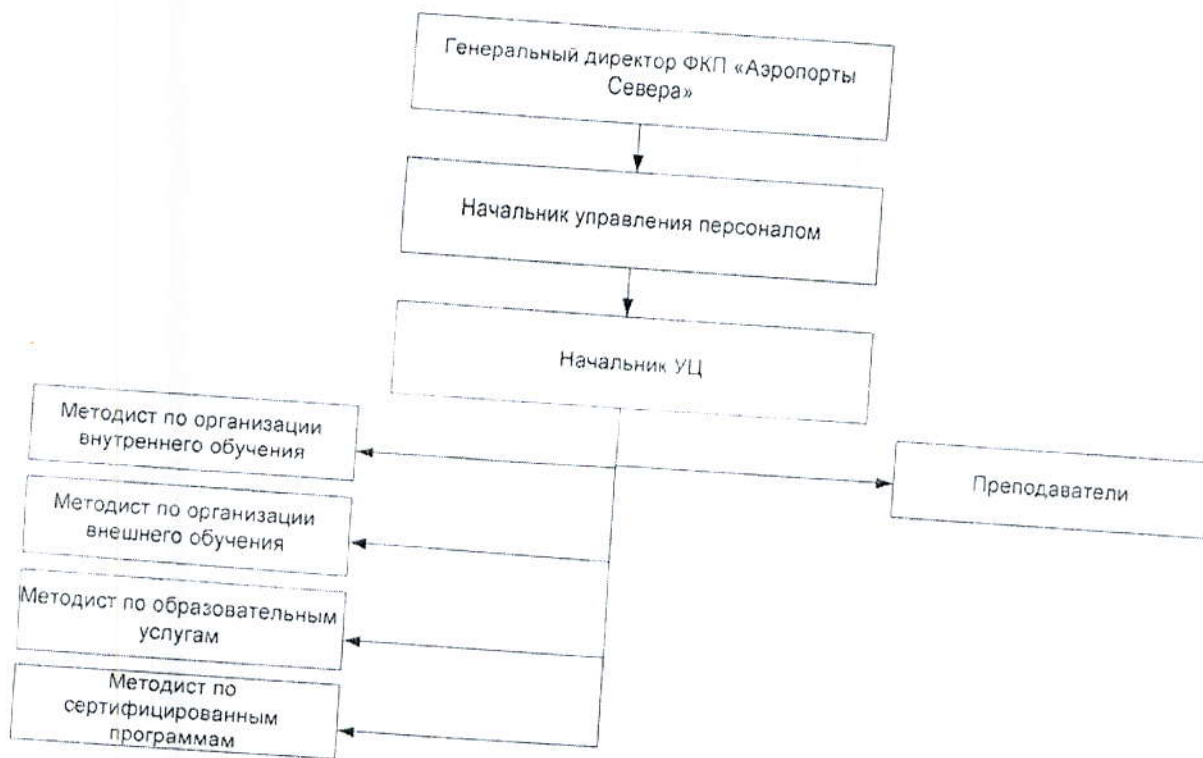 Генеральный директор ФКП «Аэропорты
Севера»
Начальник управления персоналом
Начальник УЦ
Методист по организации
внутреннего обучения
Преподаватели
Методист по организации
внешнего обучения
Методист по образовательным
услугам
Методист по
сертифицированным
программам